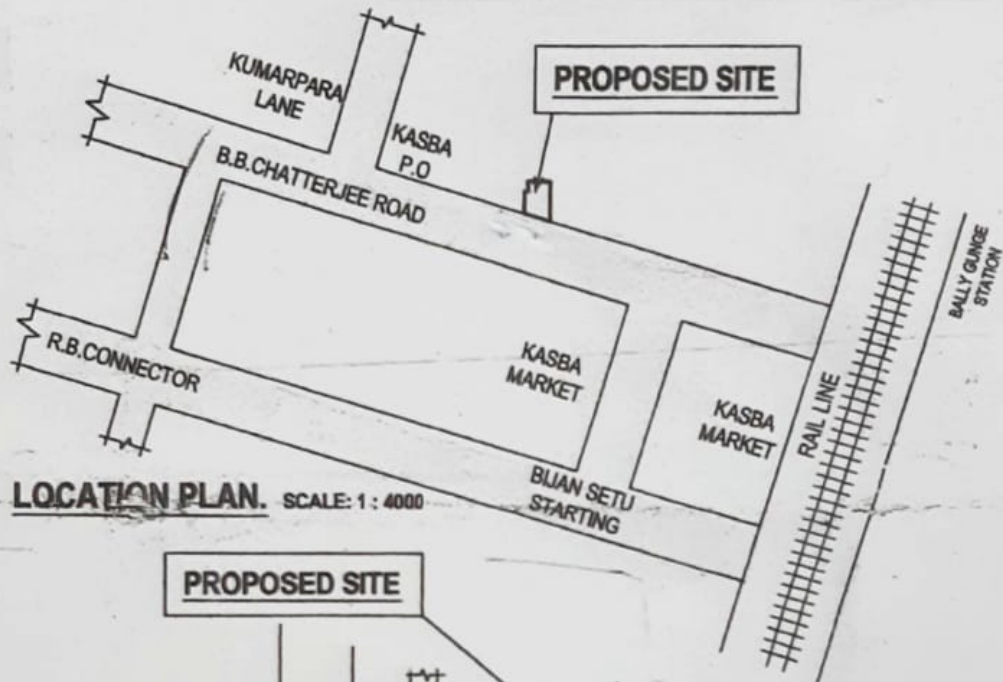 PROPOSED SITE
KUMARPARA
LANE
KASBA
P.O
B.B.CHATTERJEE ROAD
BALLY GUNGE
STATION
R.B.CONNECTOR
KASBA
MARKET
KASBA
MARKET
RAIL LINE
BIJAN SETU
STARTING
LOCATION PLAN. SCALE: 1 : 4000
PROPOSED SITE